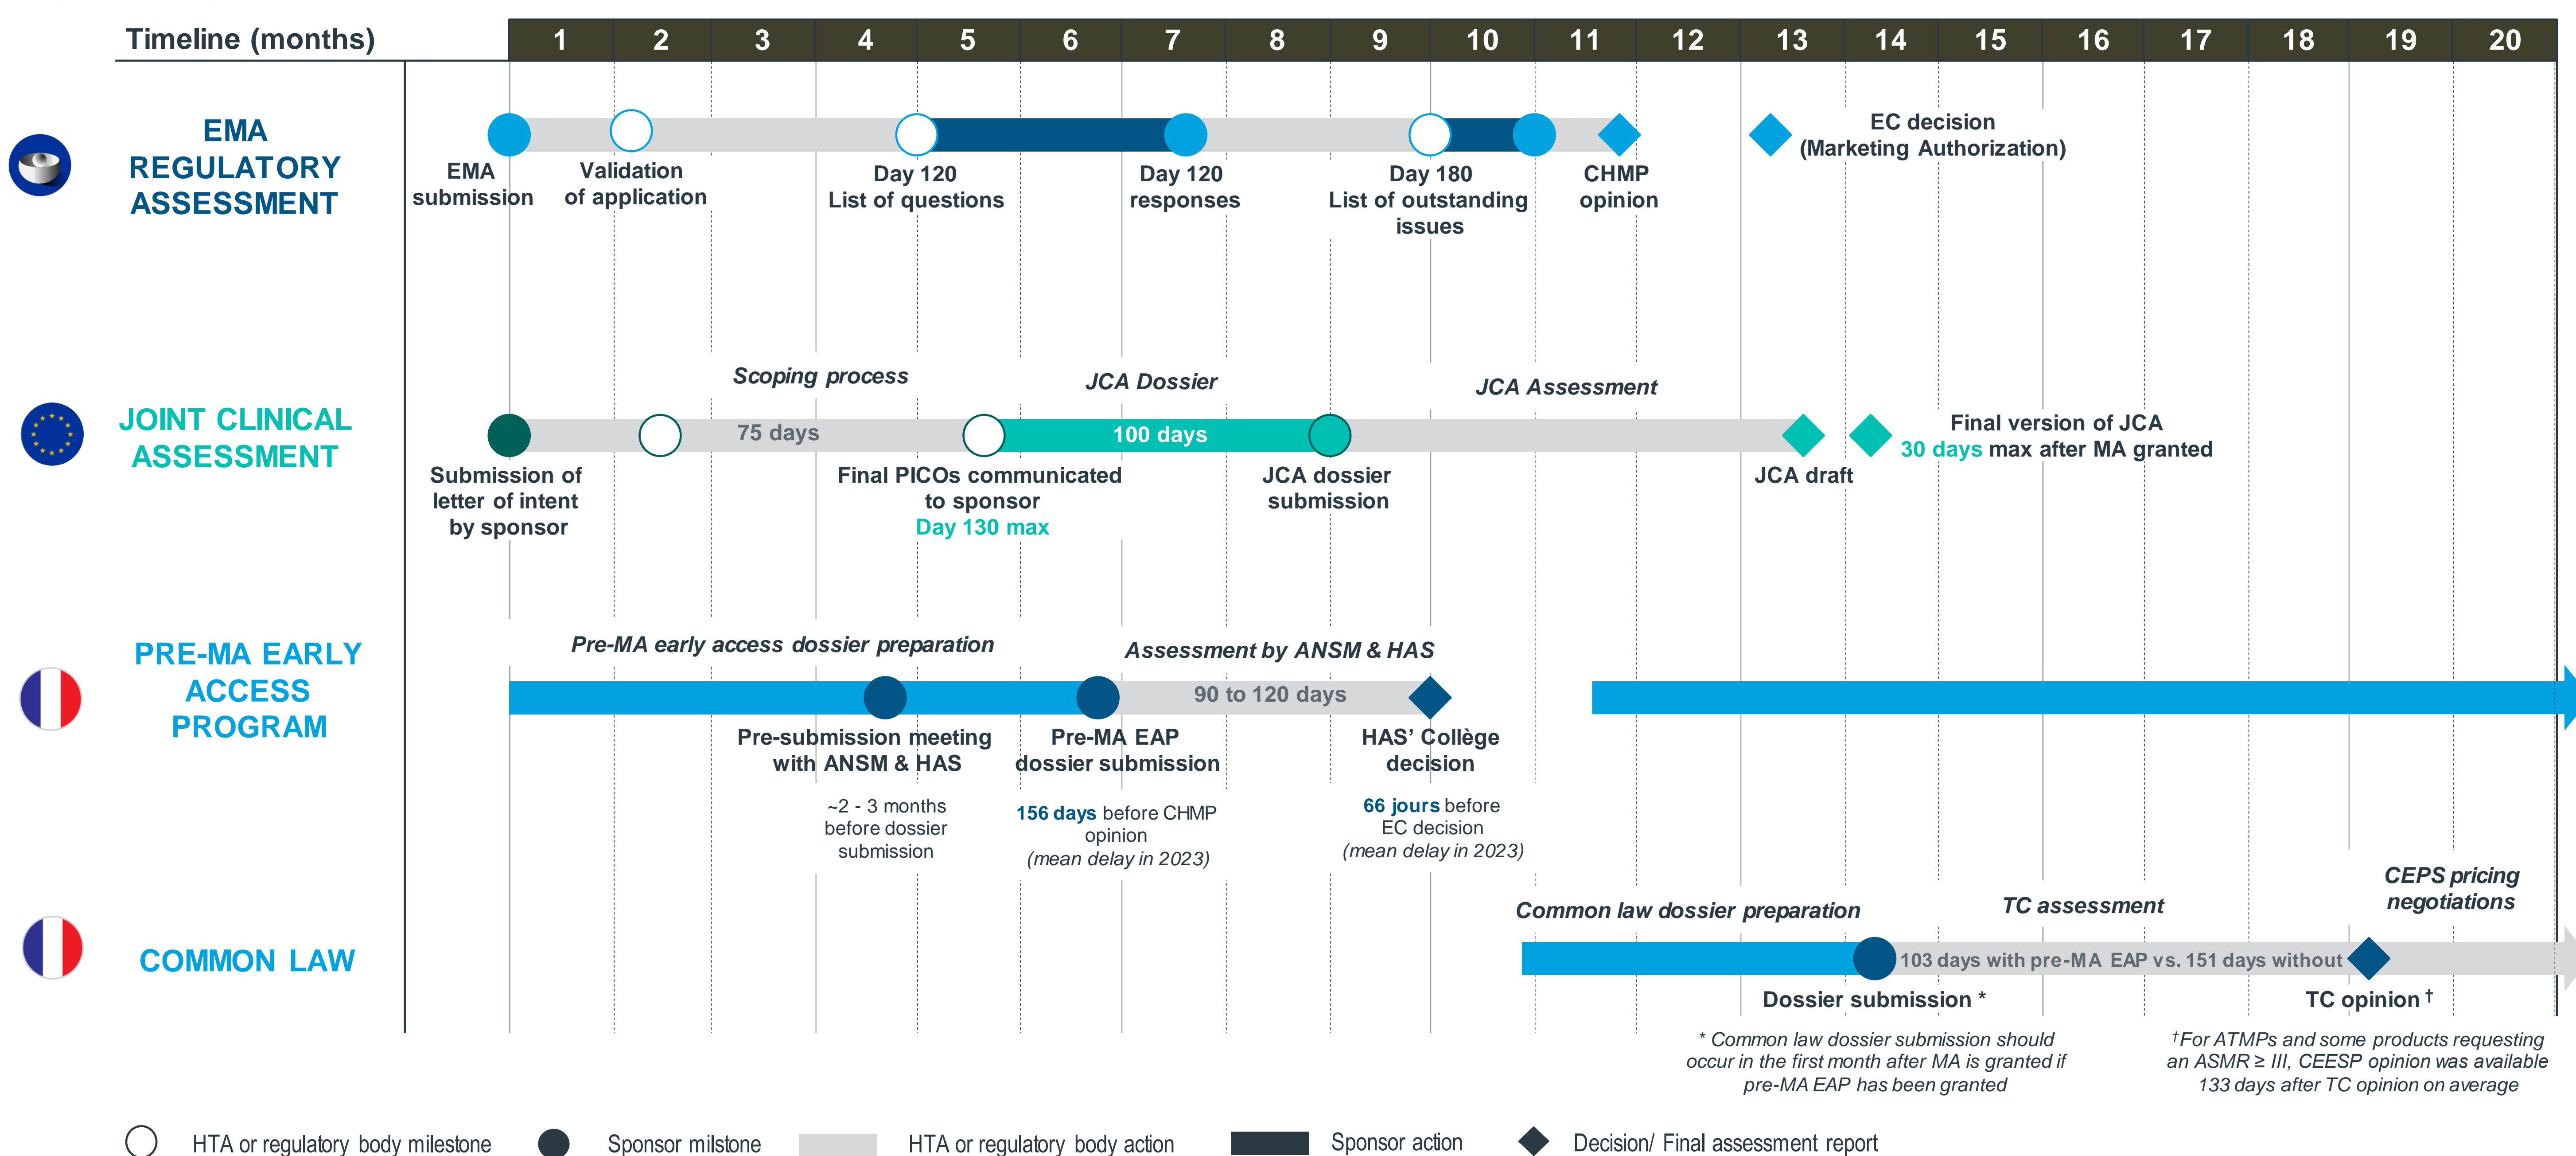 Timeline (months)
1 2 3 4 5 6 7 8 9 10 11 12 13 14 15 16 17 18 19 20
EMA
REGULATORY
ASSESSMENT
EMA
submission
Validation
of application
Day 120
List of questions
Day 120
responses
Day 180
List of outstanding
issues
CHMP
opinion
EC decision
(Marketing Authorization)
JOINT CLINICAL
ASSESSMENT
Scoping process
JCA Dossier
JCA Assessment
75 days
100 days
Submission of
letter of intent
by sponsor
Final PICOs communicated
to sponsor
Day 130 max
JCA dossier
submission
JCA draft
Final version of JCA
30 days max after MA granted
PRE-MA EARLY
ACCESS
PROGRAM
Pre-MA early access dossier preparation
Assessment by ANSM & HAS
90 to 120 days
Pre-submission meeting
with ANSM & HAS
~2 - 3 months
before dossier
submission
Pre-MA EAP
dossier submission
156 days before CHMP
opinion
(mean delay in 2023)
HAS’ Collège
decision
66 jours before
EC decision
(mean delay in 2023)
COMMON LAW
Common law dossier preparation
TC assessment
CEPS pricing
negotiations
103 days with pre-MA EAP vs. 151 days without
Dossier submission *
TC opinion †
* Common law dossier submission should
occur in the first month after MA is granted if
pre-MA EAP has been granted
†For ATMPs and some products requesting
an ASMR ≥ III, CEESP opinion was available
133 days after TC opinion on average
HTA or regulatory body milestone
Sponsor milstone
HTA or regulatory body action
Sponsor action
Decision/ Final assessment report